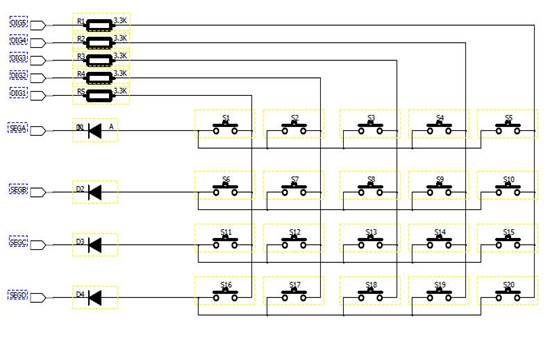 DIG5 R1 3.3K
DIG4 R2 3.3K
DIG3 R3 3.3K
DIG2 R4 3.3K
DIG1 R5 3.3K
S1 S2 S3 S4 S5
SEGA A
S6 S7 S8 S9 S10
SEGB D2
S11 S12 S13 S14 S15
SEGC D3
S16 S17 S18 S19 S20
SEGD D4